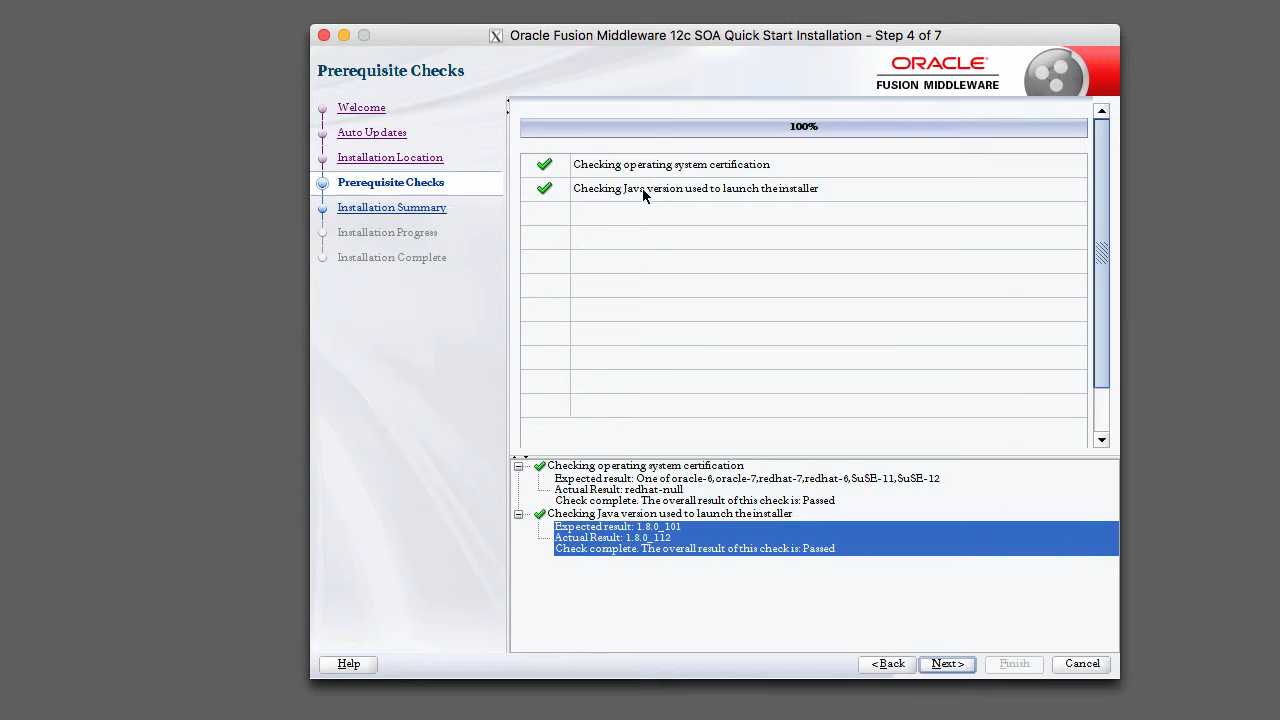 Oracle Fusion Middleware 12c SOA Quick Start Installation - Step 4 of 7
Prerequisite Checks
ORACLE
FUSION MIDDLEWARE
Welcome
Auto Updates
Installation Location
Prerequisite Checks
Installation Summary
Installation Progress
Installation Complete
100%
Checking operating system certification
Checking Java version used to launch the installer
Checking operating system certification
Expected result: One of oracle-6,oracle-7,redhat-7,redhat-6,SuSE-11,SuSE-12
Actual Result: redhat-null
Check complete. The overall result of this check is: Passed
Checking Java version used to launch the installer
Expected result: 1.8.0_101
Actual Result: 1.8.0_112
Check complete. The overall result of this check is: Passed
Help
< Back
Next >
Finish
Cancel